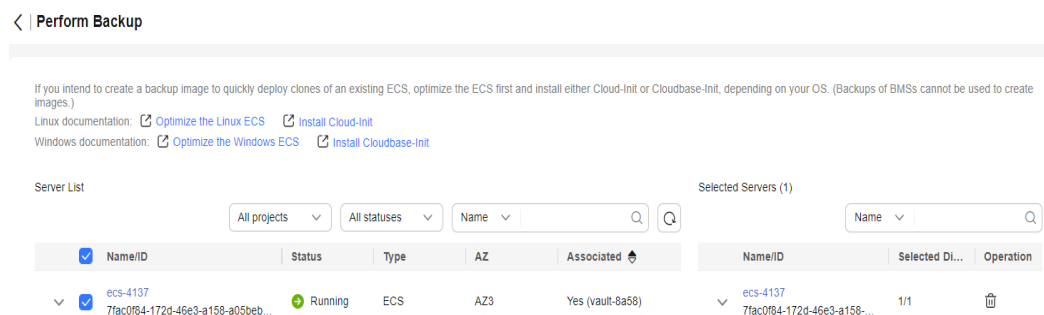 Perform Backup
If you intend to create a backup image to quickly deploy clones of an existing ECS, optimize the ECS first and install either Cloud-Init or Cloudbase-Init, depending on your OS. (Backups of BMSs cannot be used to create
images.)
Linux documentation: Optimize the Linux ECS Install Cloud-Init
Windows documentation: Optimize the Windows ECS Install Cloudbase-Init
Server List
All projects All statuses Name
Name/ID Status Type AZ Associated
ecs-4137
7fac0f84-172d-46e3-a158-a05beb... Running ECS AZ3 Yes (vault-8a58)
Selected Servers (1)
Name
Name/ID Selected Di... Operation
ecs-4137
7fac0f84-172d-46e3-a158-... 1/1